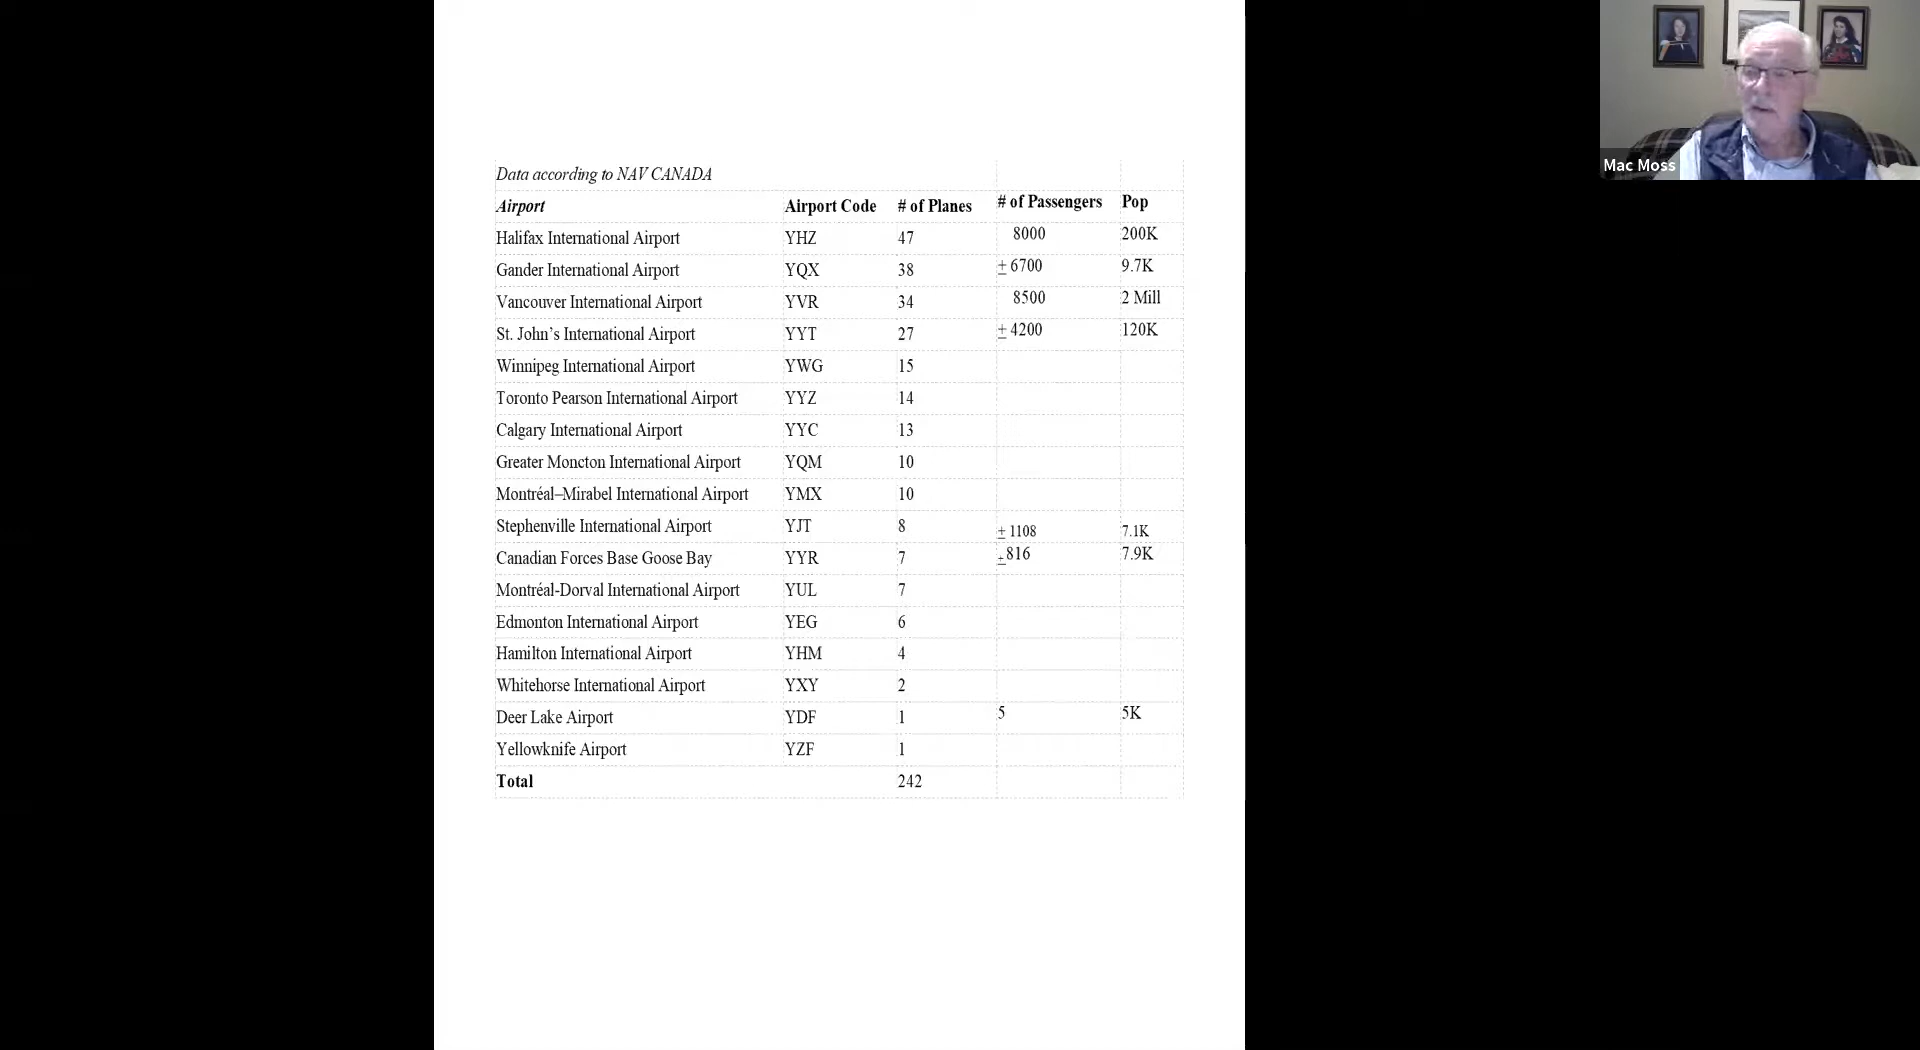 Data according to NAV CANADA
Airport Airport Code # of Planes # of Passengers Pop
Halifax International Airport YHZ 47 8000 200K
Gander International Airport YQX 38 ± 6700 9.7K
Vancouver International Airport YVR 34 8500 2 Mill
St. John’s International Airport YYT 27 ± 4200 120K
Winnipeg International Airport YWG 15
Toronto Pearson International Airport YYZ 14
Calgary International Airport YYC 13
Greater Moncton International Airport YQM 10
Montréal–Mirabel International Airport YMX 10
Stephenville International Airport YJT 8 ± 1108 7.1K
Canadian Forces Base Goose Bay YYR 7 ±816 7.9K
Montréal-Dorval International Airport YUL 7
Edmonton International Airport YEG 6
Hamilton International Airport YHM 4
Whitehorse International Airport YXY 2
Deer Lake Airport YDF 1 5 5K
Yellowknife Airport YZF 1
Total 242
Mac Moss